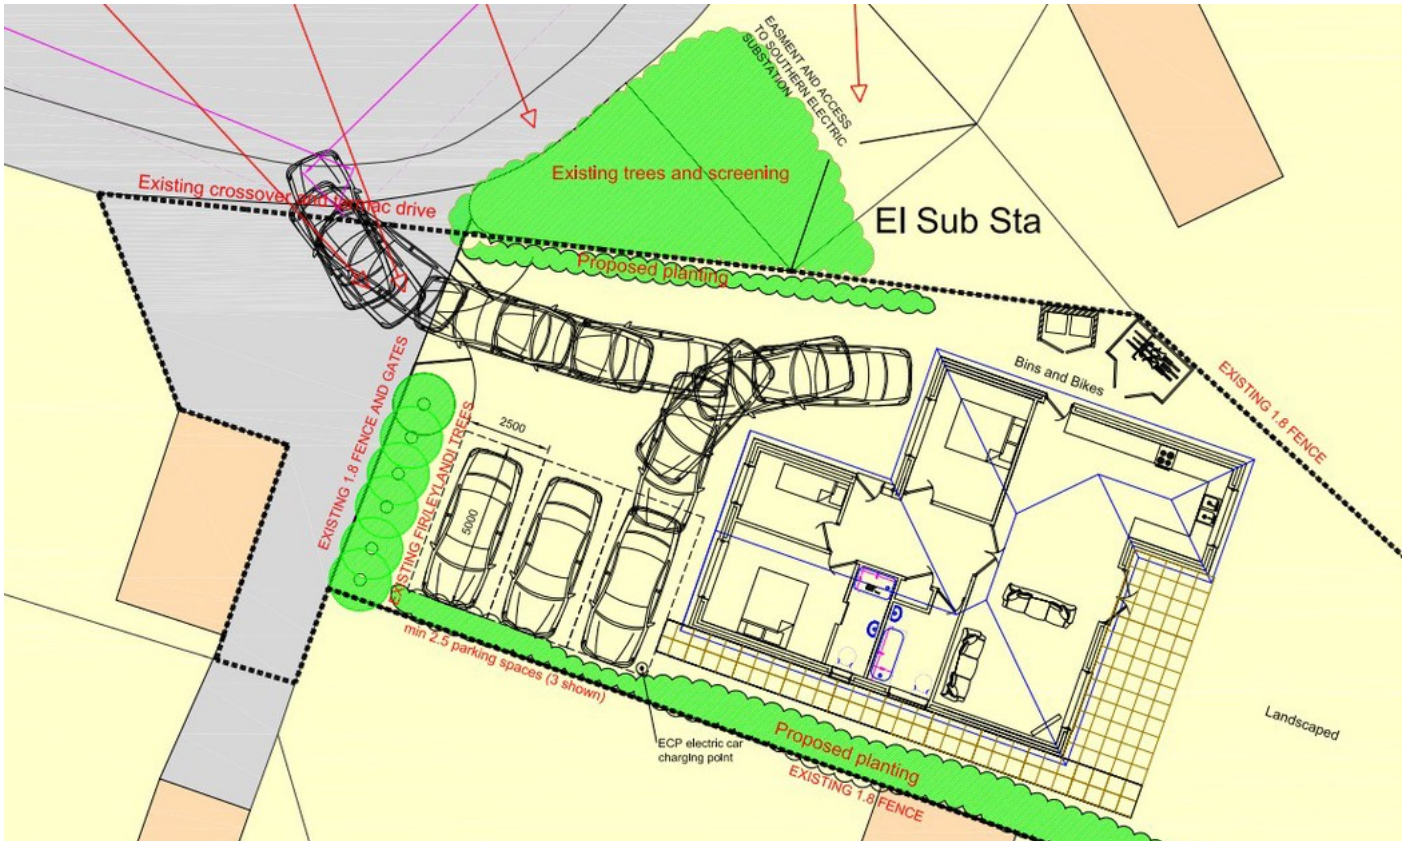 EASMENT AND ACCESS
TO SOUTHERN ELECTRIC
SUBSTATION
Existing trees and screening
Existing crossover and tarmac drive
El Sub Sta
Proposed planting
Bins and Bikes
EXISTING 1.8 FENCE
EXISTING 1.8 FENCE AND GATES
EXISTING FIR/LEYLANDI TREES
2500
5000
min 2.5 parking spaces (3 shown)
ECP electric car
charging point
Proposed planting
EXISTING 1.8 FENCE
Landscaped